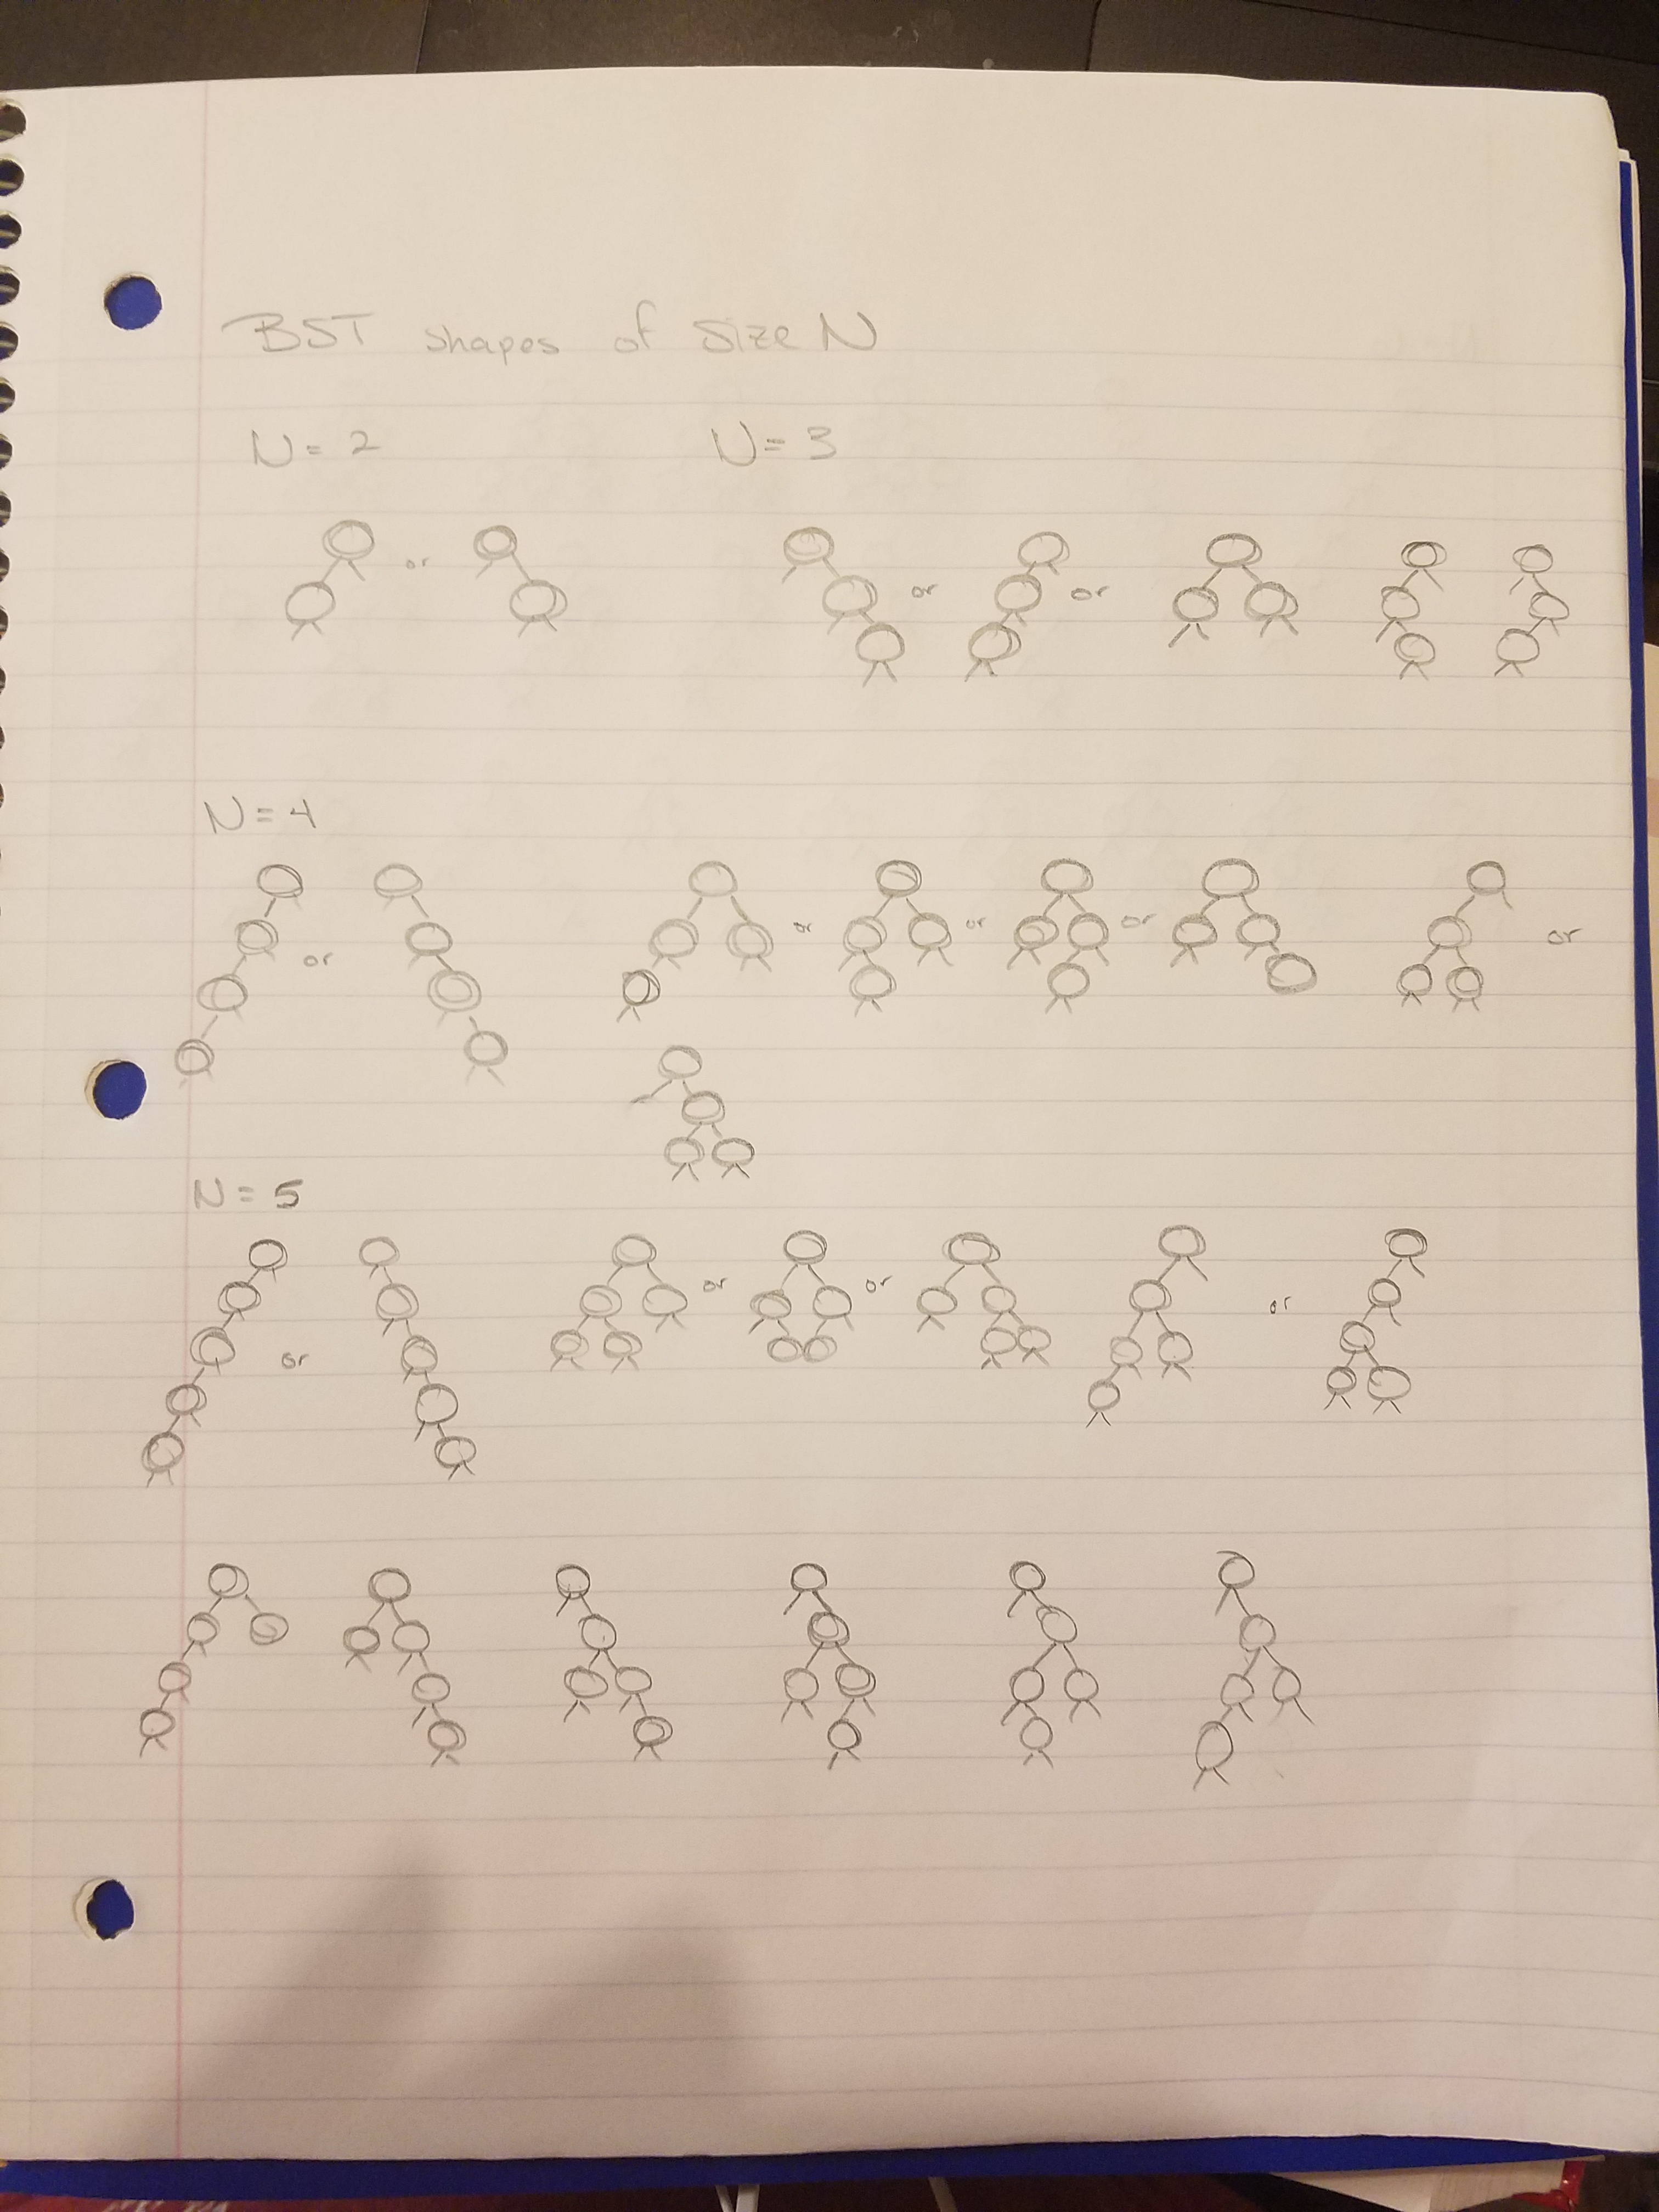 BST shapes of size N
N = 2 N = 3
or or or
N = 4
or or or or or
N = 5
or or or or or